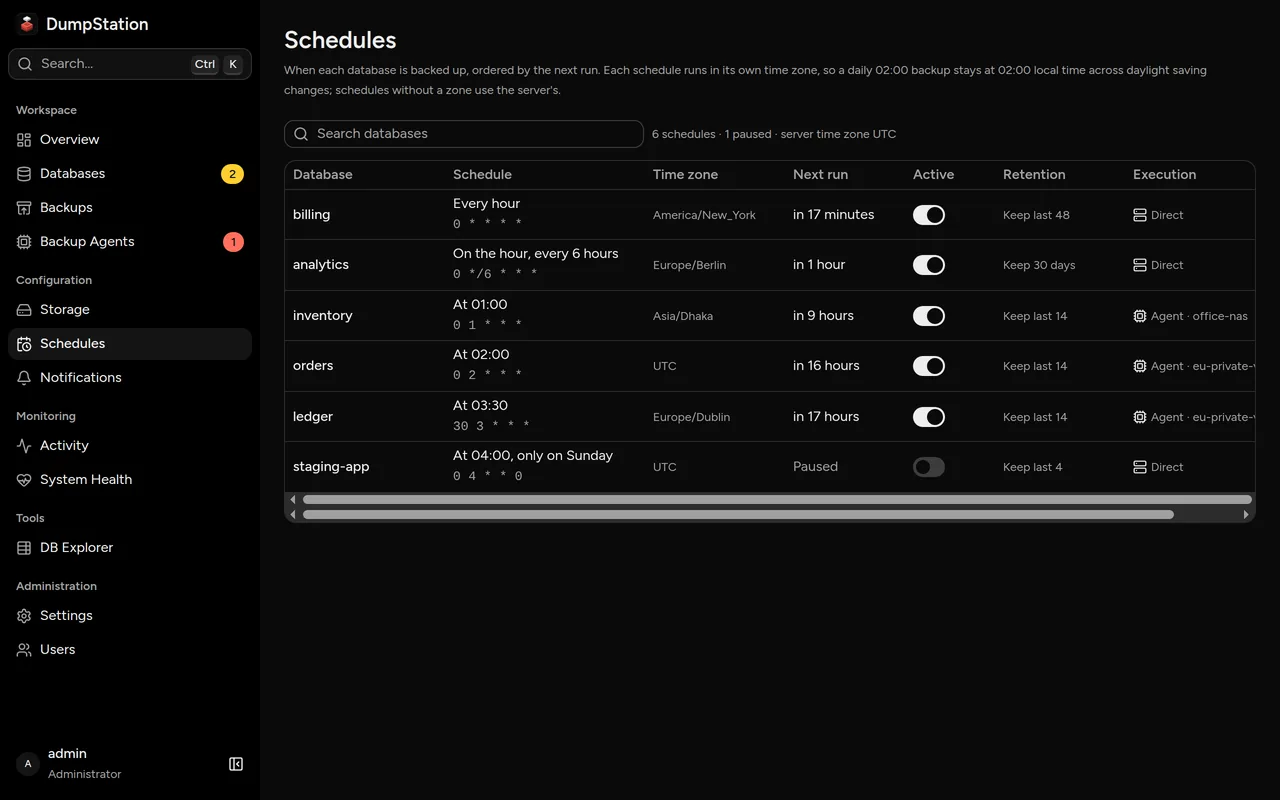 DumpStation
Search...
Ctrl K
Workspace
Overview
Databases 2
Backups
Backup Agents 1
Configuration
Storage
Schedules
Notifications
Monitoring
Activity
System Health
Tools
DB Explorer
Administration
Settings
Users
A
admin
Administrator
Schedules
When each database is backed up, ordered by the next run. Each schedule runs in its own time zone, so a daily 02:00 backup stays at 02:00 local time across daylight saving
changes; schedules without a zone use the server's.
Search databases
6 schedules · 1 paused · server time zone UTC
Database Schedule Time zone Next run Active Retention Execution
billing Every hour America/New_York in 17 minutes Keep last 48 Direct
0 * * * *
analytics On the hour, every 6 hours Europe/Berlin in 1 hour Keep 30 days Direct
0 */6 * * *
inventory At 01:00 Asia/Dhaka in 9 hours Keep last 14 Agent · office-nas
0 1 * * *
orders At 02:00 UTC in 16 hours Keep last 14 Agent · eu-private-
0 2 * * *
ledger At 03:30 Europe/Dublin in 17 hours Keep last 14 Agent · eu-private-
30 3 * * *
staging-app At 04:00, only on Sunday UTC Paused Keep last 4 Direct
0 4 * * 0